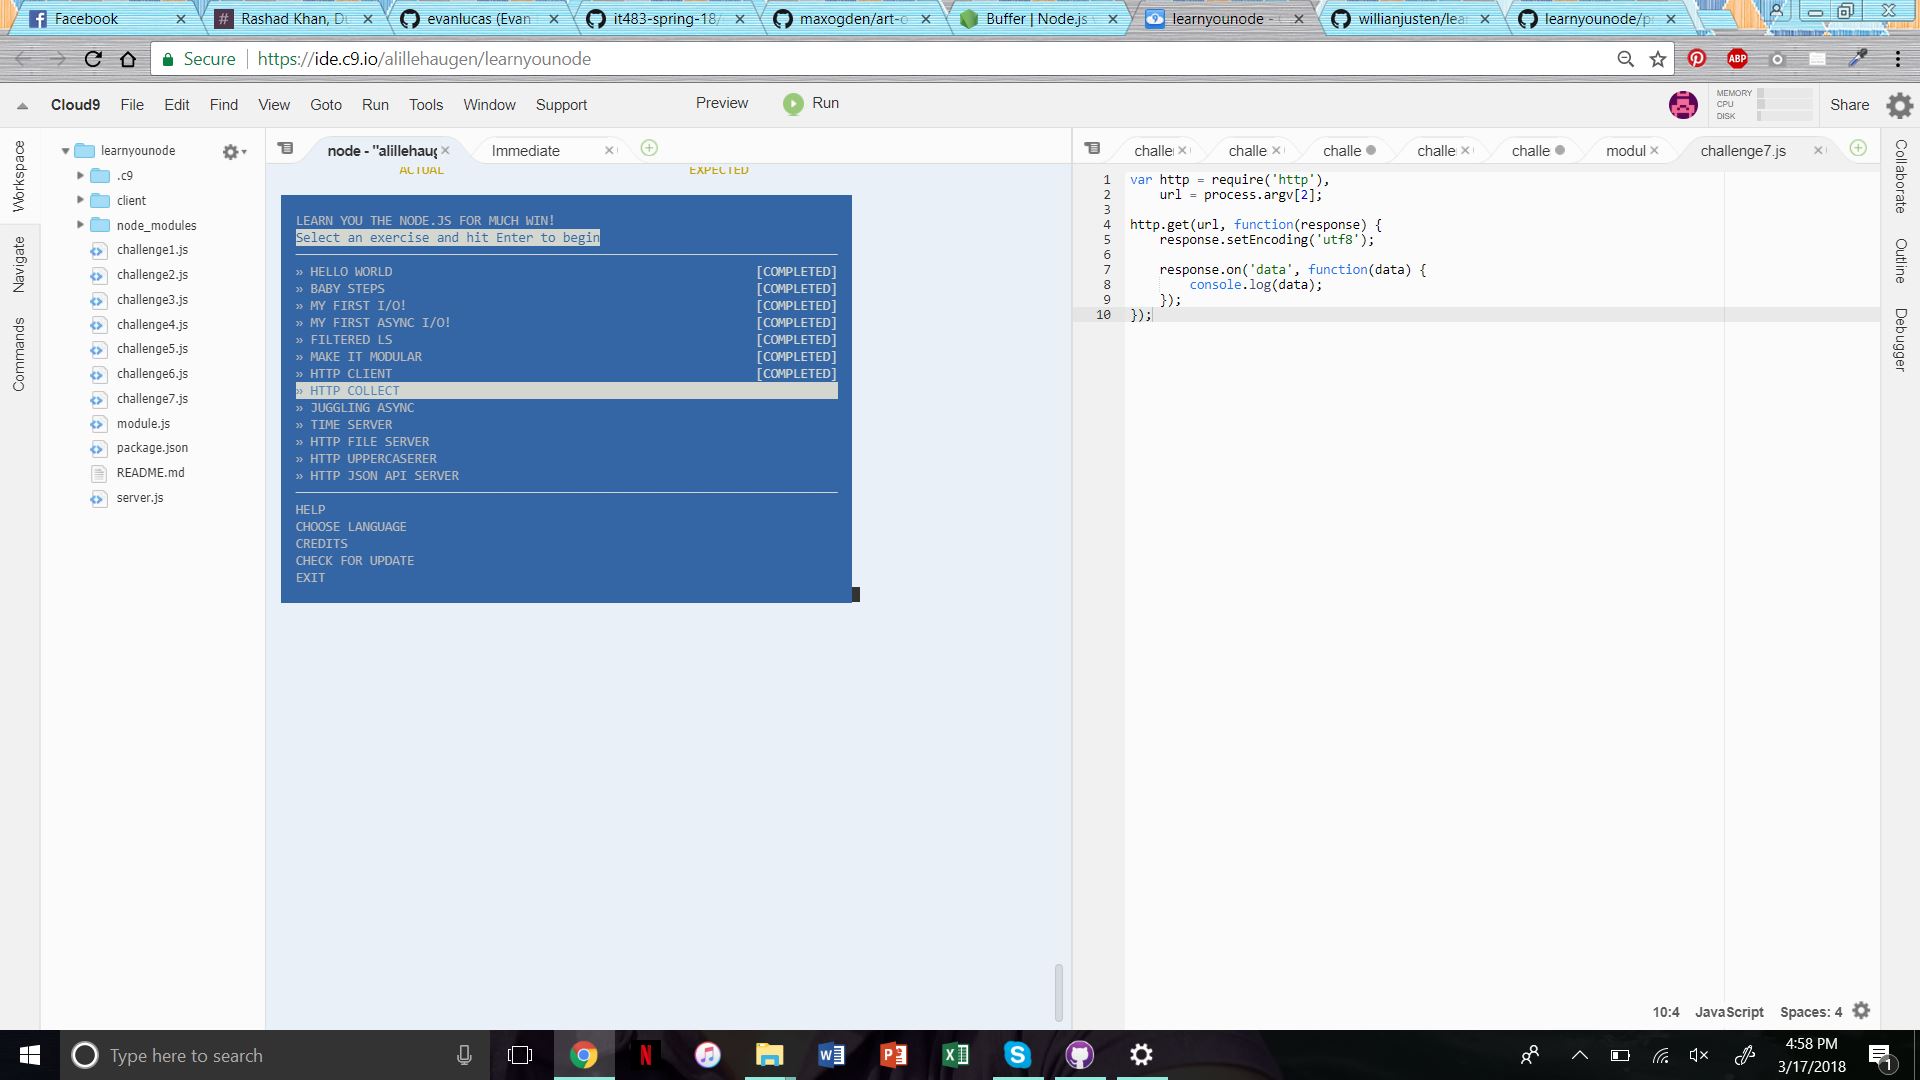 Facebook
Rashad Khan, Du
evanlucas (Evan
it483-spring-18/
maxogden/art-o
Buffer | Node.js
learnyounode -
willianjusten/lea
learnyounode/p
Secure
https://ide.c9.io/alillehaugen/learnyounode
ABP
Cloud9 File Edit Find View Goto Run Tools Window Support
Preview
Run
MEMORY
CPU
DISK
Share
Workspace
Navigate
Commands
learnyounode
.c9
client
node_modules
challenge1.js
challenge2.js
challenge3.js
challenge4.js
challenge5.js
challenge6.js
challenge7.js
module.js
package.json
README.md
server.js
node - "alillehaug
Immediate
ACTUAL EXPECTED
LEARN YOU THE NODE.JS FOR MUCH WIN!
Select an exercise and hit Enter to begin
» HELLO WORLD [COMPLETED]
» BABY STEPS [COMPLETED]
» MY FIRST I/O! [COMPLETED]
» MY FIRST ASYNC I/O! [COMPLETED]
» FILTERED LS [COMPLETED]
» MAKE IT MODULAR [COMPLETED]
» HTTP CLIENT [COMPLETED]
» HTTP COLLECT
» JUGGLING ASYNC
» TIME SERVER
» HTTP FILE SERVER
» HTTP UPPERCASERER
» HTTP JSON API SERVER
HELP
CHOOSE LANGUAGE
CREDITS
CHECK FOR UPDATE
EXIT
challe
challe
challe
challe
challe
modul
challenge7.js
1 var http = require('http'),
2 url = process.argv[2];
3
4 http.get(url, function(response) {
5 response.setEncoding('utf8');
6
7 response.on('data', function(data) {
8 console.log(data);
9 });
10 });
10:4 JavaScript Spaces: 4
Collaborate
Outline
Debugger
Type here to search
4:58 PM
3/17/2018
1